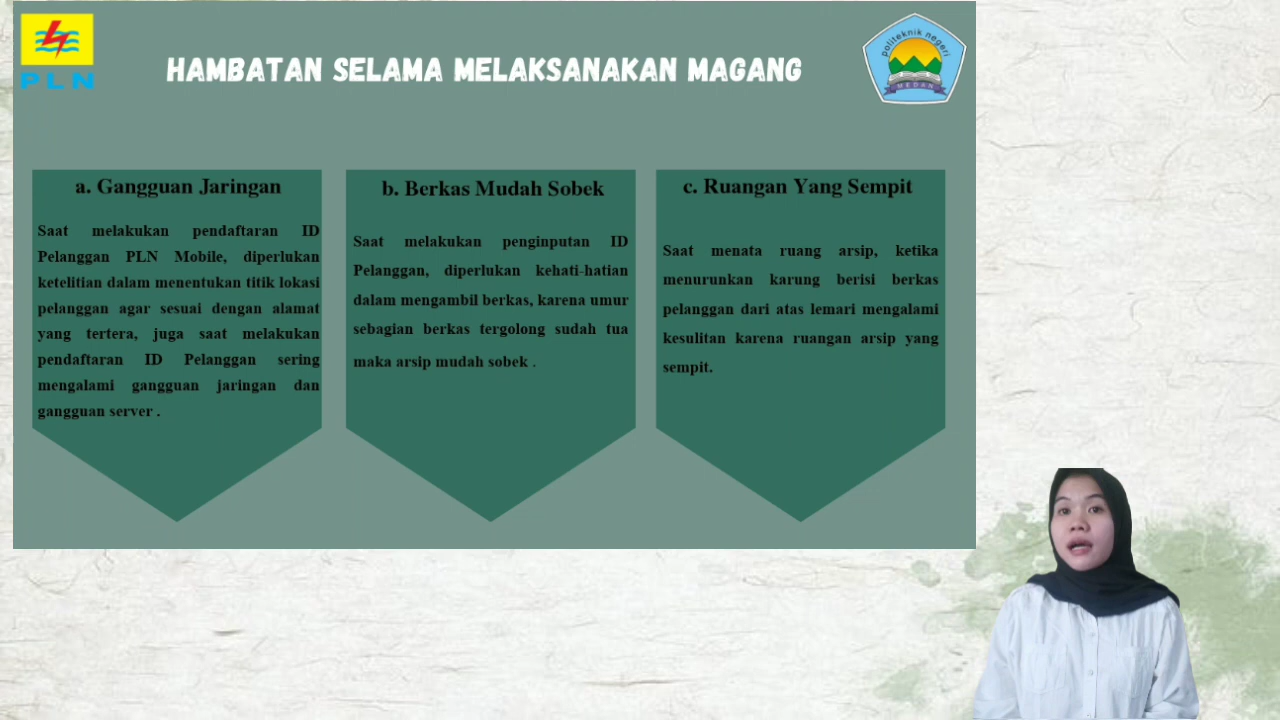 PLN
HAMBATAN SELAMA MELAKSANAKAN MAGANG
politeknik negeri
MEDAN
a. Gangguan Jaringan
Saat melakukan pendaftaran ID
Pelanggan PLN Mobile, diperlukan
ketelitian dalam menentukan titik lokasi
pelanggan agar sesuai dengan alamat
yang tertera, juga saat melakukan
pendaftaran ID Pelanggan sering
mengalami gangguan jaringan dan
gangguan server .
b. Berkas Mudah Sobek
Saat melakukan penginputan ID
Pelanggan, diperlukan kehati-hatian
dalam mengambil berkas, karena umur
sebagian berkas tergolong sudah tua
maka arsip mudah sobek .
c. Ruangan Yang Sempit
Saat menata ruang arsip, ketika
menurunkan karung berisi berkas
pelanggan dari atas lemari mengalami
kesulitan karena ruangan arsip yang
sempit.